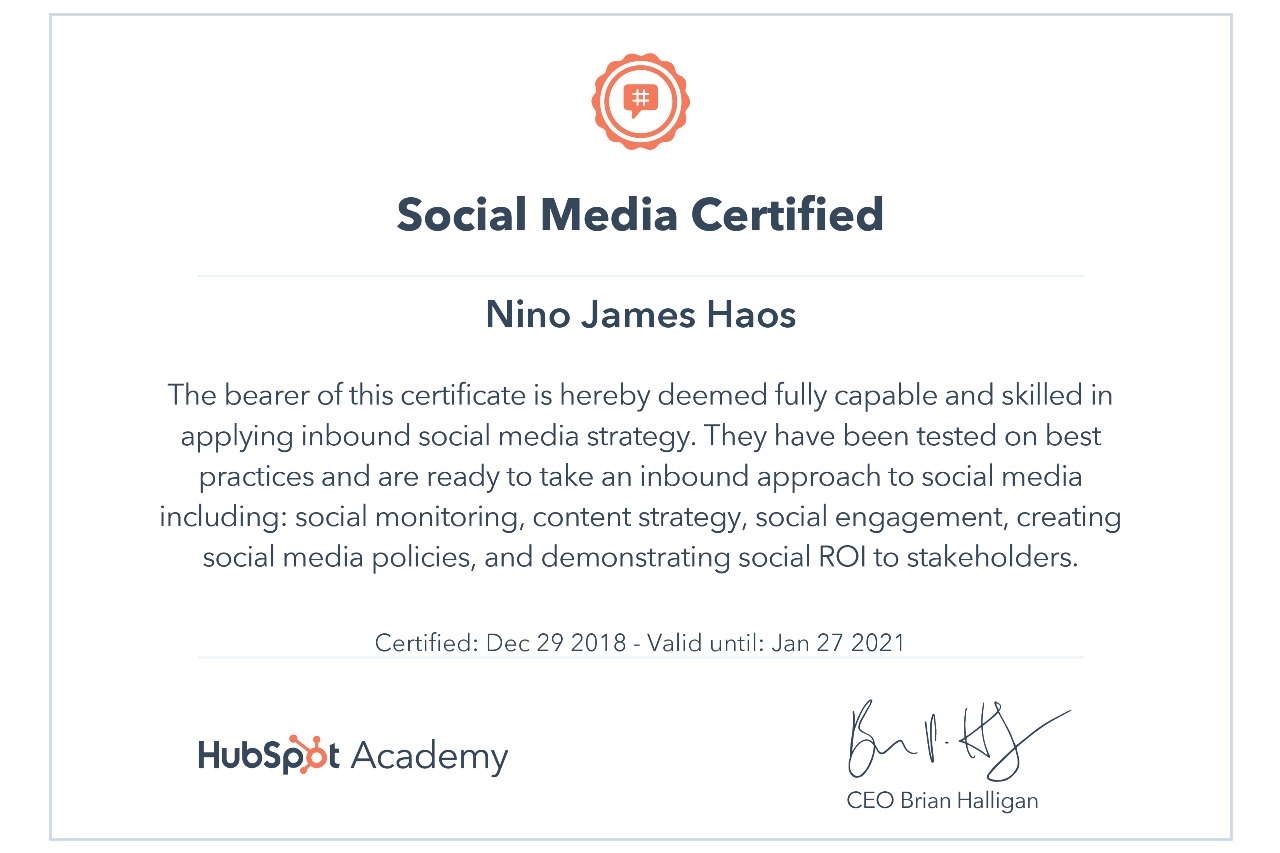 #
Social Media Certified
Nino James Haos
The bearer of this certificate is hereby deemed fully capable and skilled in
applying inbound social media strategy. They have been tested on best
practices and are ready to take an inbound approach to social media
including: social monitoring, content strategy, social engagement, creating
social media policies, and demonstrating social ROI to stakeholders.
Certified: Dec 29 2018 - Valid until: Jan 27 2021
HubSpot Academy
CEO Brian Halligan